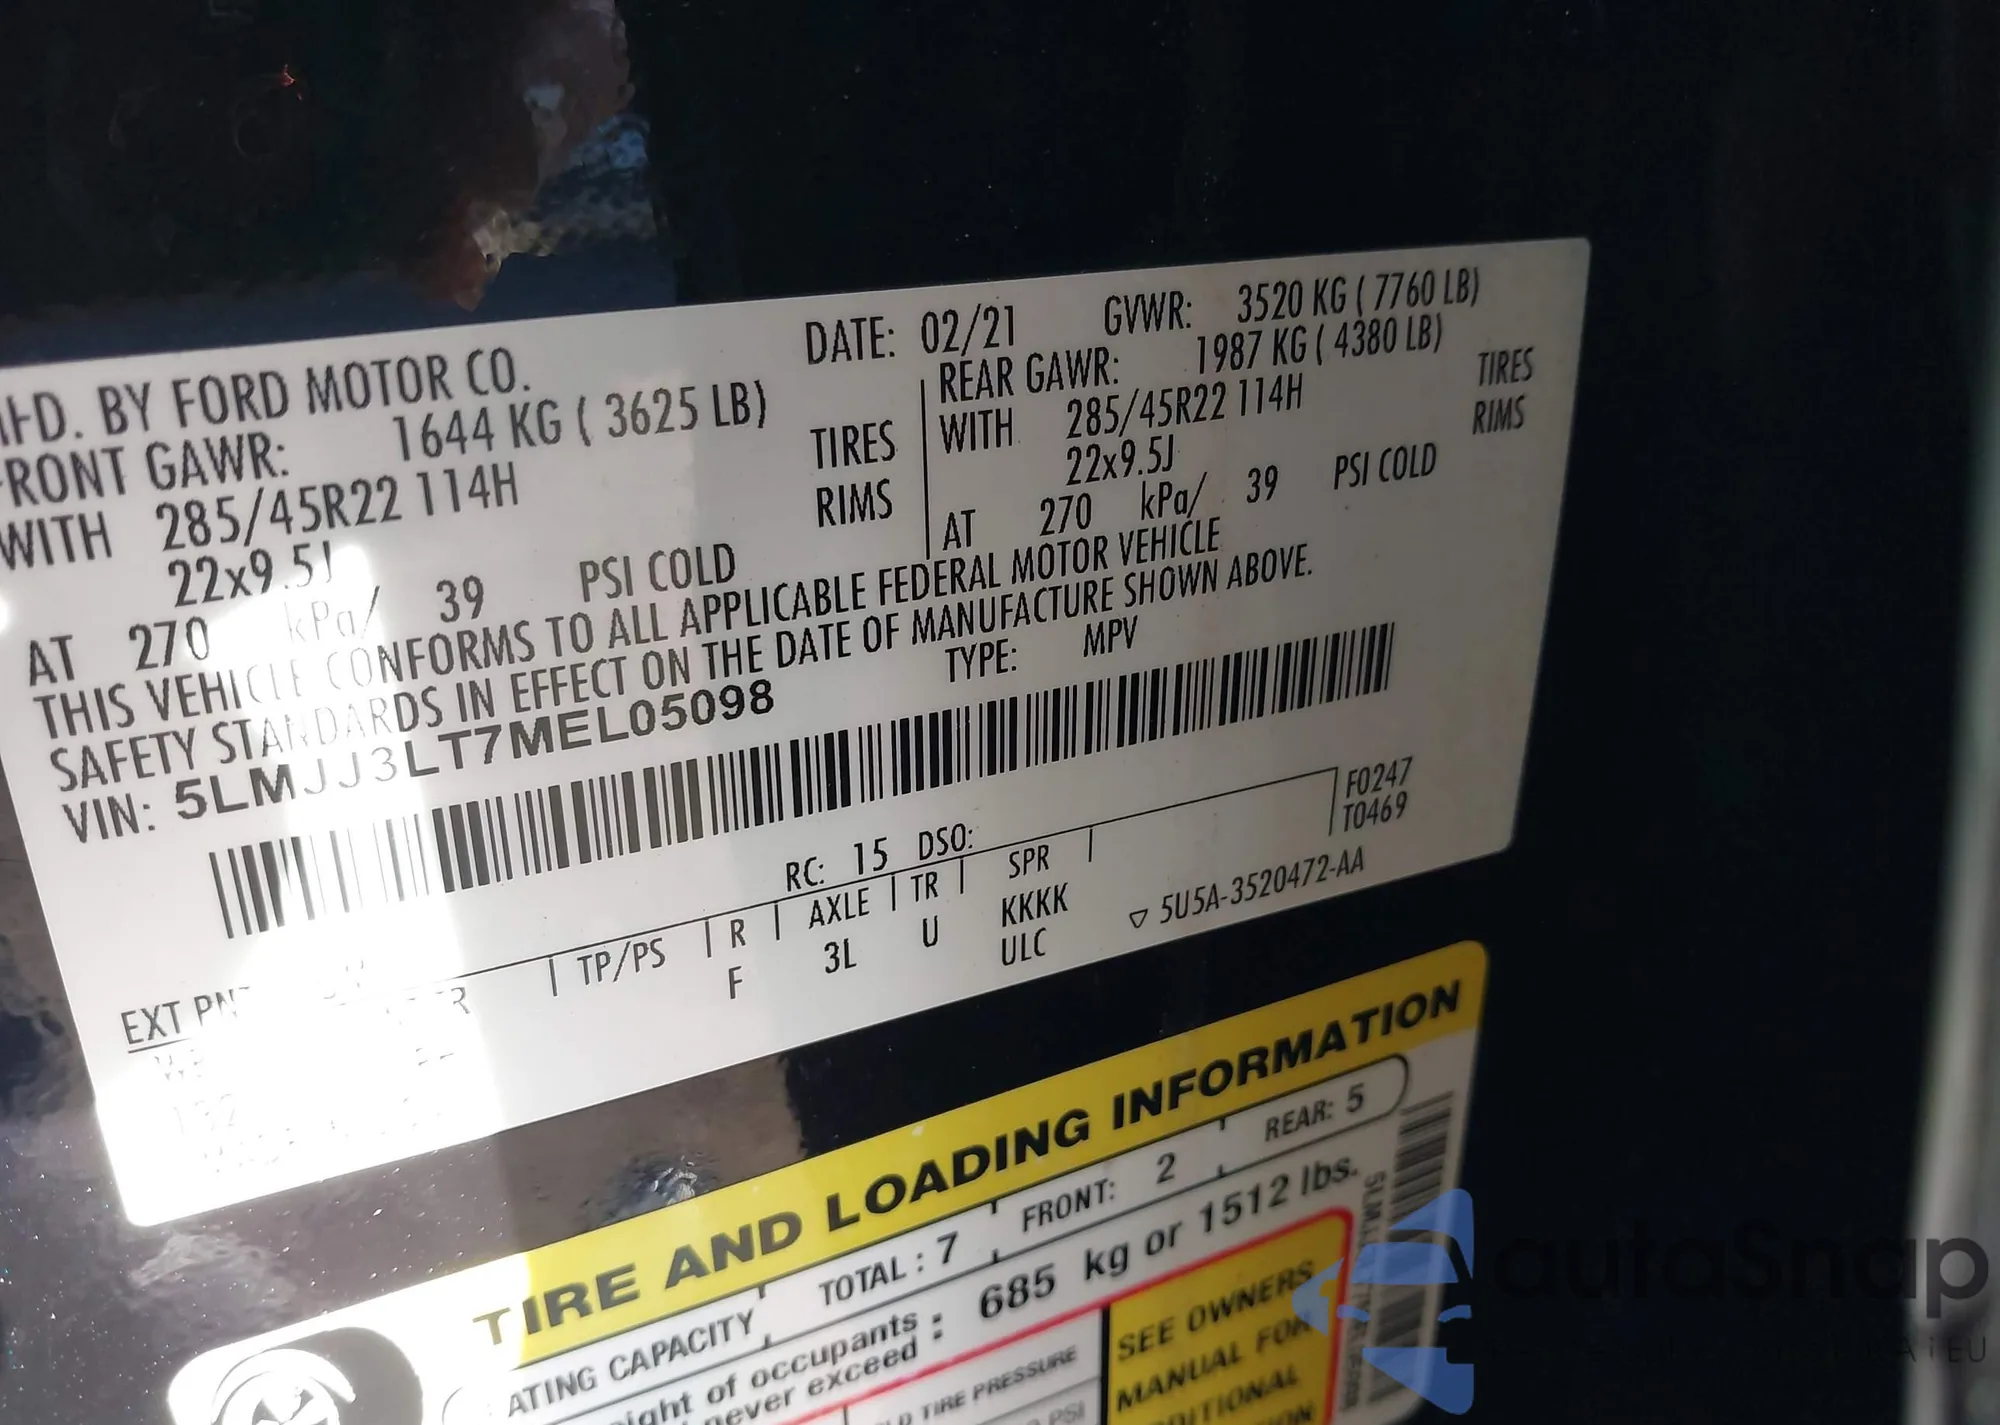 MFD. BY FORD MOTOR CO.
DATE: 02/21 GVWR: 3520 KG ( 7760 LB)
FRONT GAWR: 1644 KG ( 3625 LB)
REAR GAWR: 1987 KG ( 4380 LB)
WITH 285/45R22 114H TIRES
WITH 285/45R22 114H TIRES
22x9.5J RIMS
22x9.5J RIMS
AT 270 kPa/ 39 PSI COLD
AT 270 kPa/ 39 PSI COLD
THIS VEHICLE CONFORMS TO ALL APPLICABLE FEDERAL MOTOR VEHICLE
SAFETY STANDARDS IN EFFECT ON THE DATE OF MANUFACTURE SHOWN ABOVE.
VIN: 5LMJJ3LT7MEL05098 TYPE: MPV
F0247
T0469
RC: 15 DSO:
EXT PNT
TP/PS R AXLE TR SPR
F 3L U KKKK
ULC
▽ 5U5A-3520472-AA
TIRE AND LOADING INFORMATION
ATING CAPACITY TOTAL : 7 FRONT: 2 REAR: 5
ight of occupants :
never exceed : 685 kg or 1512 lbs.
D TIRE PRESSURE
PSI
SEE OWNERS
MANUAL FOR
DITIONAL
autoSnap